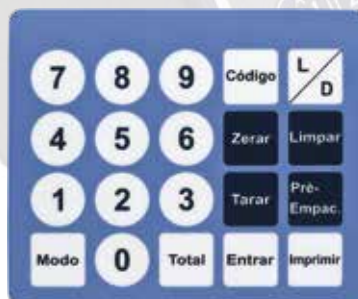 7 8 9 Código L/D
4 5 6 Zerar Limpar
1 2 3 Tarar Pré-
Empac.
Modo 0 Total Entrar Imprimir